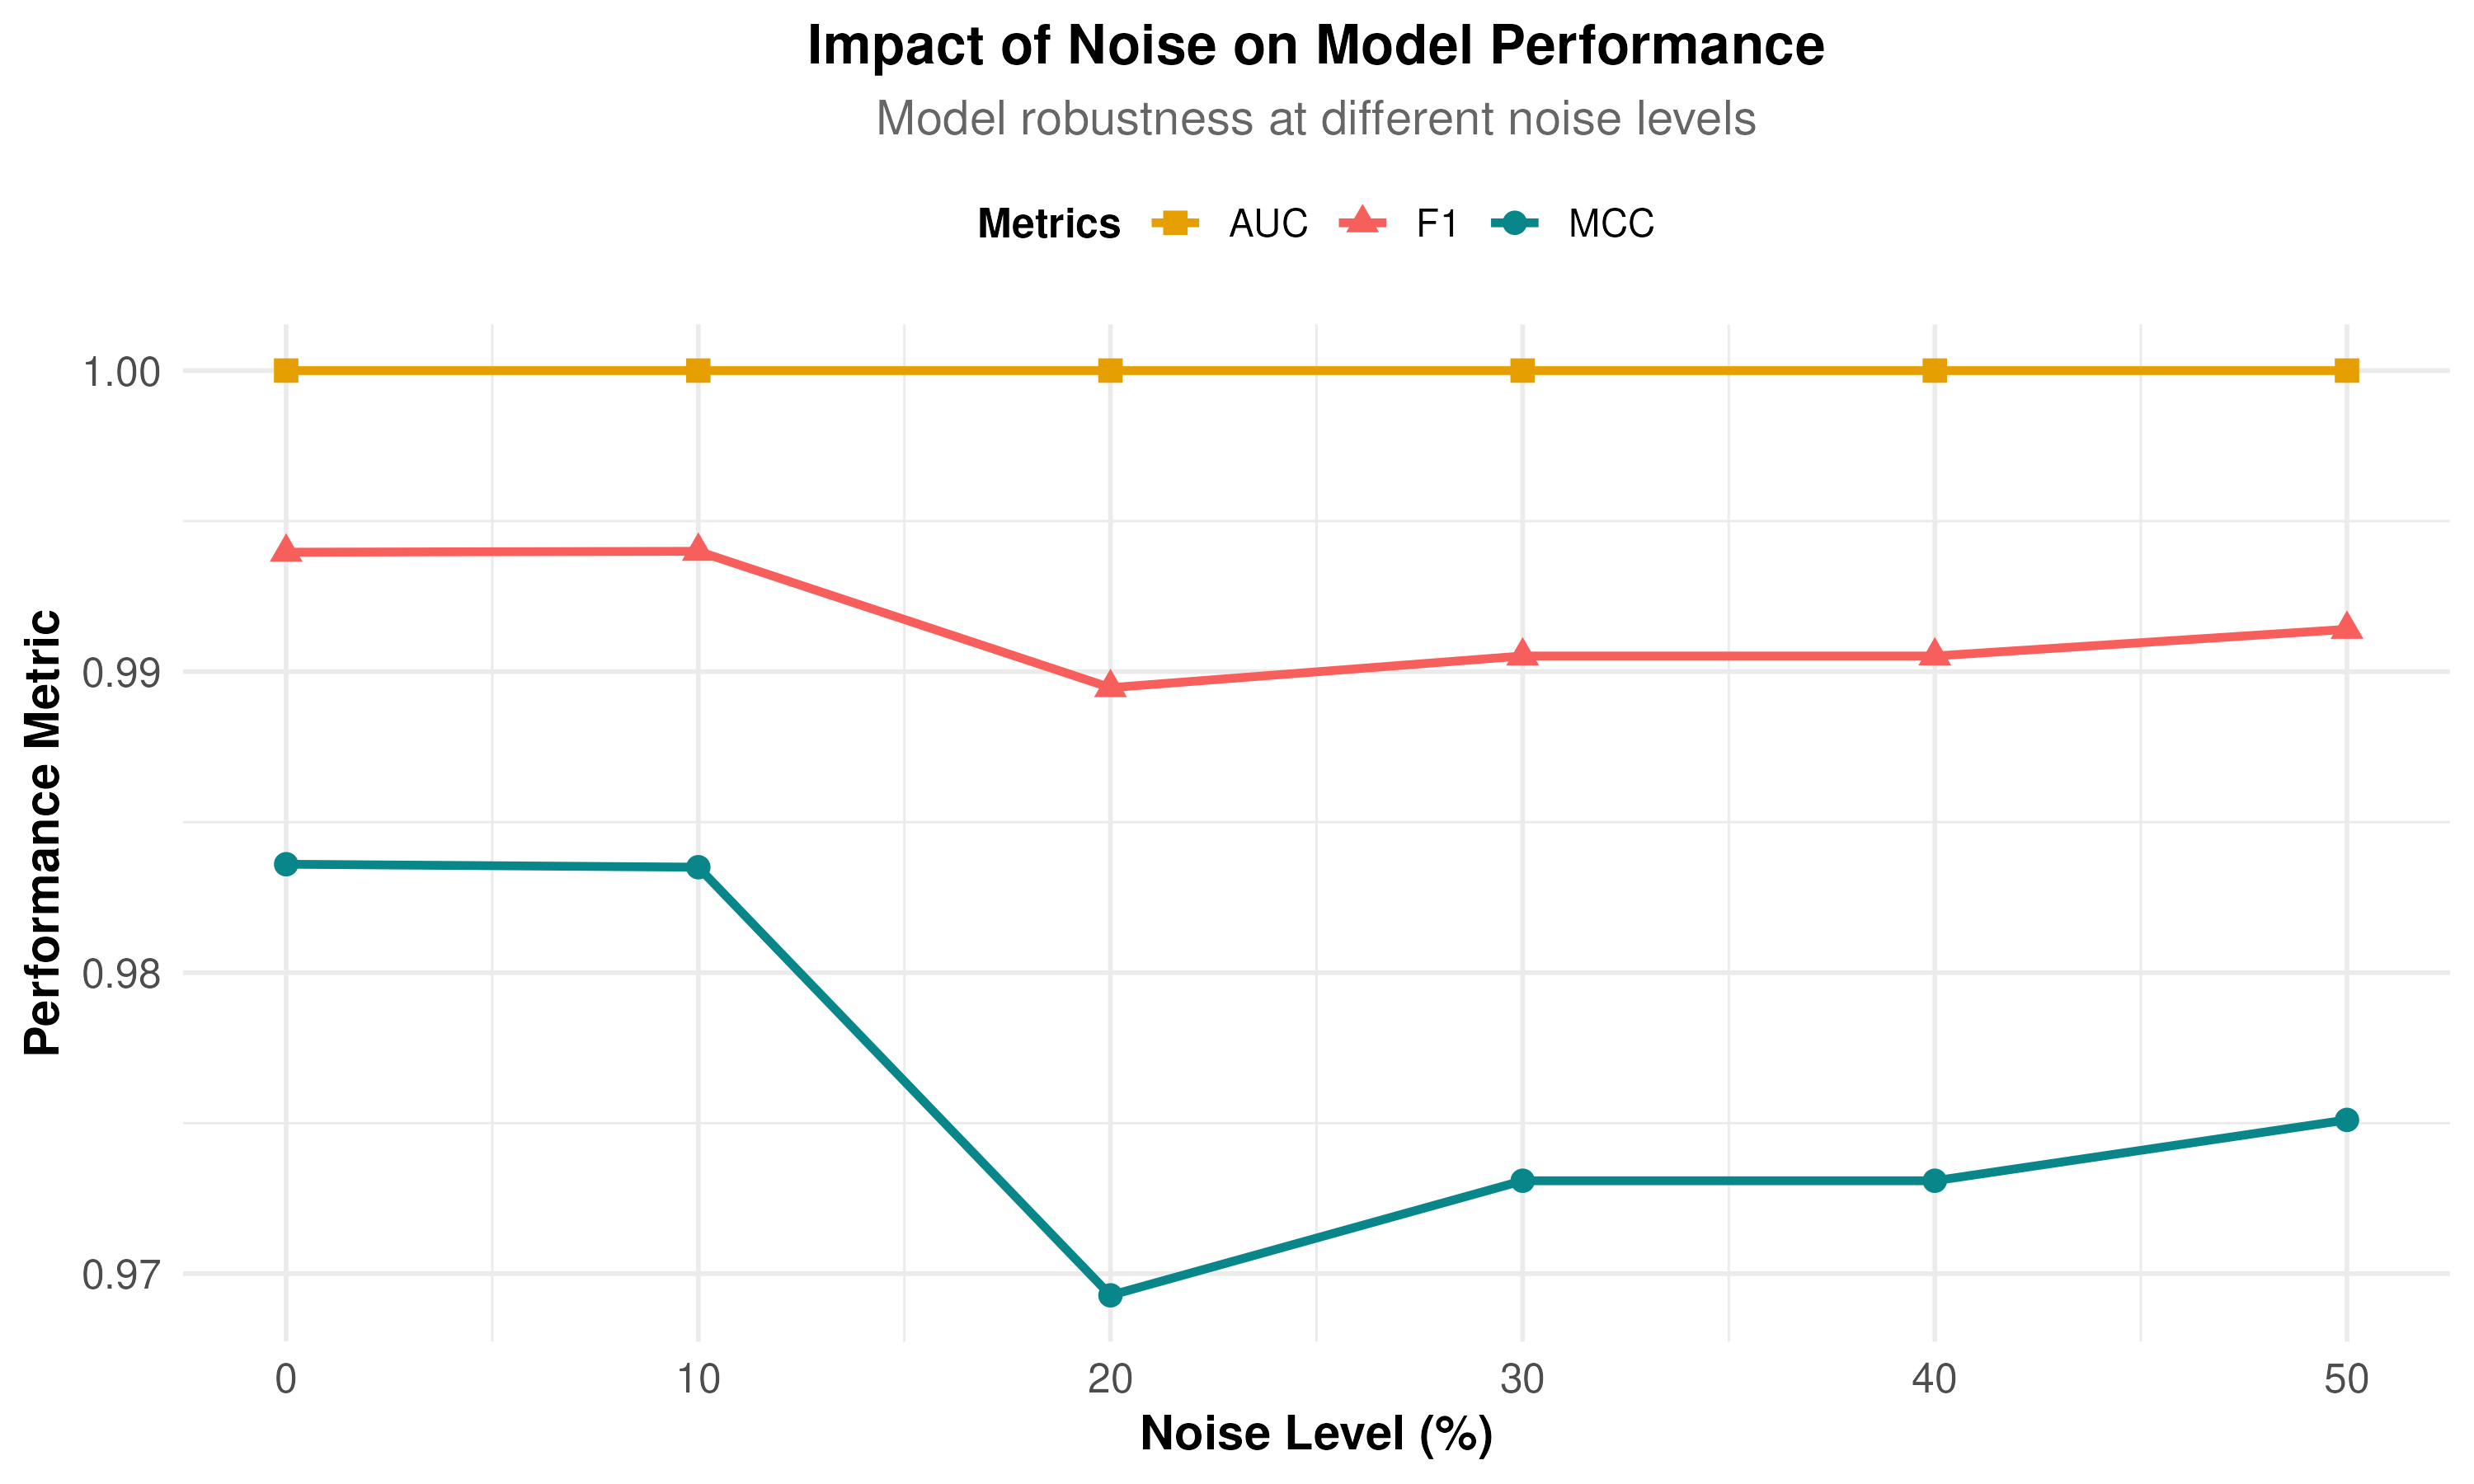 Impact of Noise on Model Performance
Model robustness at different noise levels
Metrics AUC F1 MCC
Performance Metric
1.00
0.99
0.98
0.97
0 10 20 30 40 50
Noise Level (%)